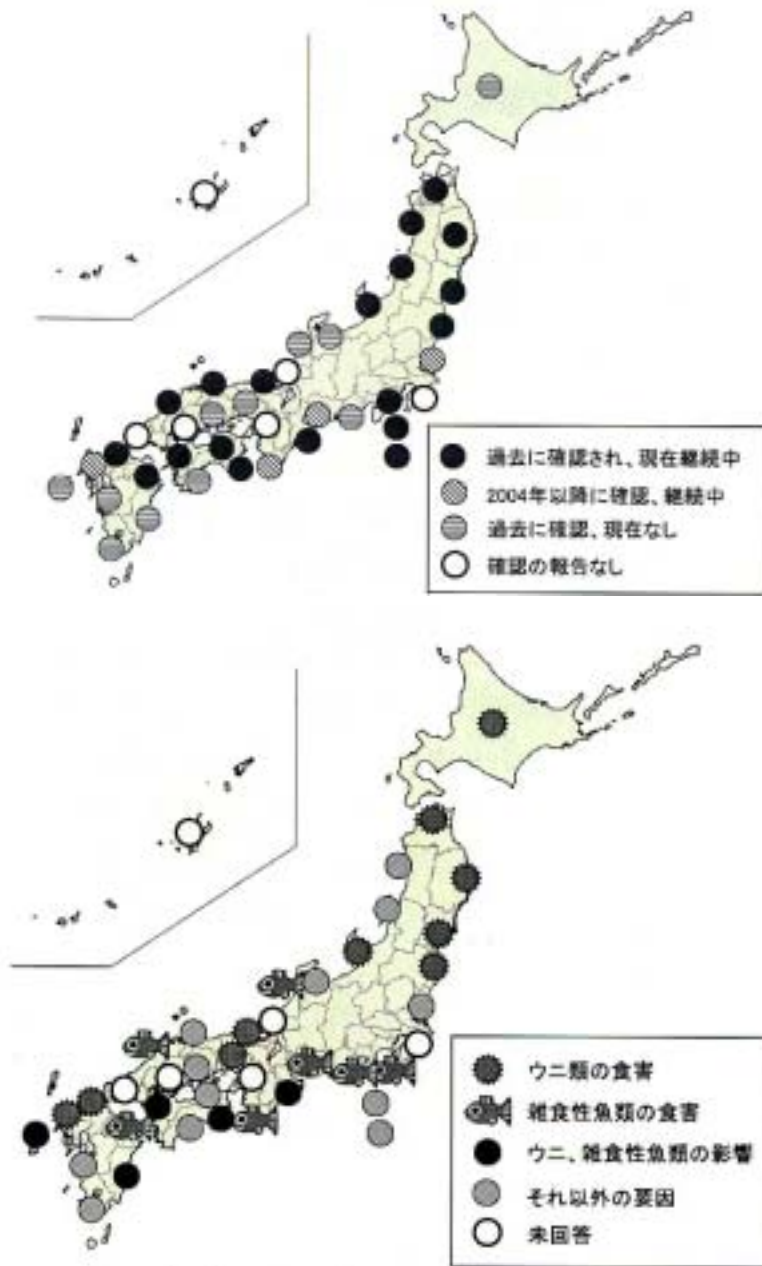 過去に確認され、現在継続中
2004年以降に確認、継続中
過去に確認、現在なし
確認の報告なし
ウニ類の食害
雑食性魚類の食害
ウニ、雑食性魚類の影響
それ以外の要因
未回答